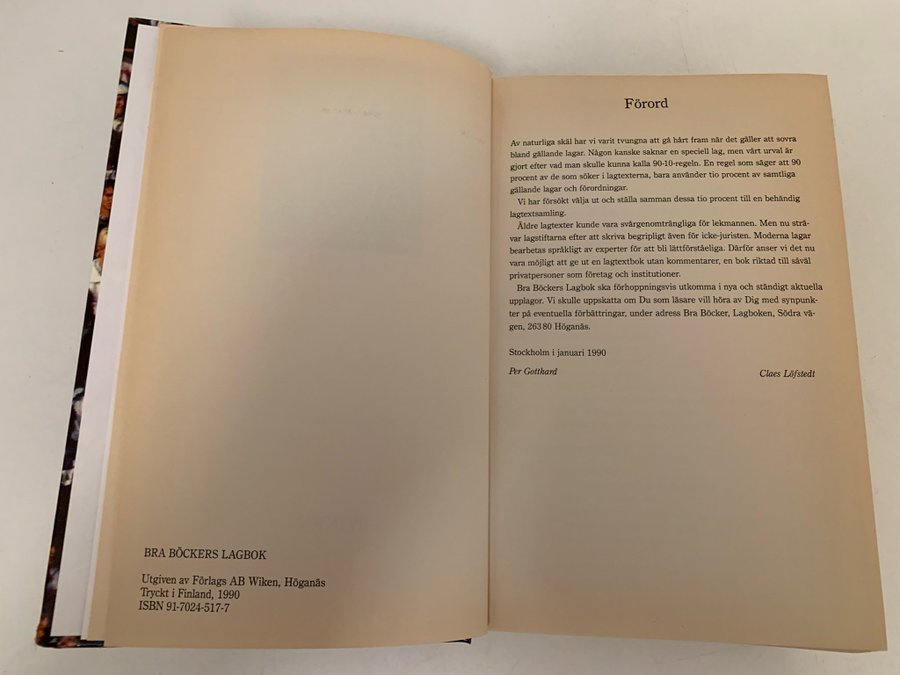 BRA BÖCKERS LAGBOK
Utgiven av Förlags AB Wiken, Höganäs
Tryckt i Finland, 1990
ISBN 91-7024-517-7
Förord
Av naturliga skäl har vi varit tvungna att gå hårt fram när det gäller att sovra
bland gällande lagar. Någon kanske saknar en speciell lag, men vårt urval är
gjort efter vad man skulle kunna kalla 90-10-regeln. En regel som säger att 90
procent av de som söker i lagtexterna, bara använder tio procent av samtliga
gällande lagar och förordningar.
Vi har försökt välja ut och ställa samman dessa tio procent till en behändig
lagtextsamling.
Äldre lagtexter kunde vara svårgenomträngliga för lekmannen. Men nu strä-
var lagstiftarna efter att skriva begripligt även för icke-juristen. Moderna lagar
bearbetas språkligt av experter för att bli lättförståeliga. Därför anser vi det nu
vara möjligt att ge ut en lagtextbok utan kommentarer, en bok riktad till såväl
privatpersoner som företag och institutioner.
Bra Böckers Lagbok ska förhoppningsvis utkomma i nya och ständigt aktuella
upplagor. Vi skulle uppskatta om Du som läsare vill höra av Dig med synpunk-
ter på eventuella förbättringar, under adress Bra Böcker, Lagboken, Södra vä-
gen, 263 80 Höganäs.
Stockholm i januari 1990
Per Gotthard
Claes Löfstedt